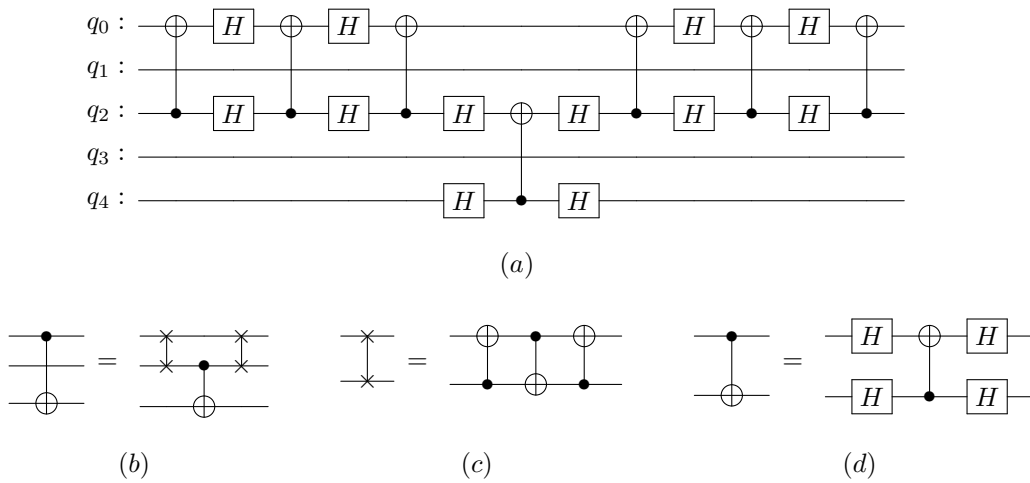 q₀ : H H H H
q₁ :
q₂ : H H H H H H
q₃ :
q₄ : H H
(a)
= = = H H
H H
(b) (c) (d)